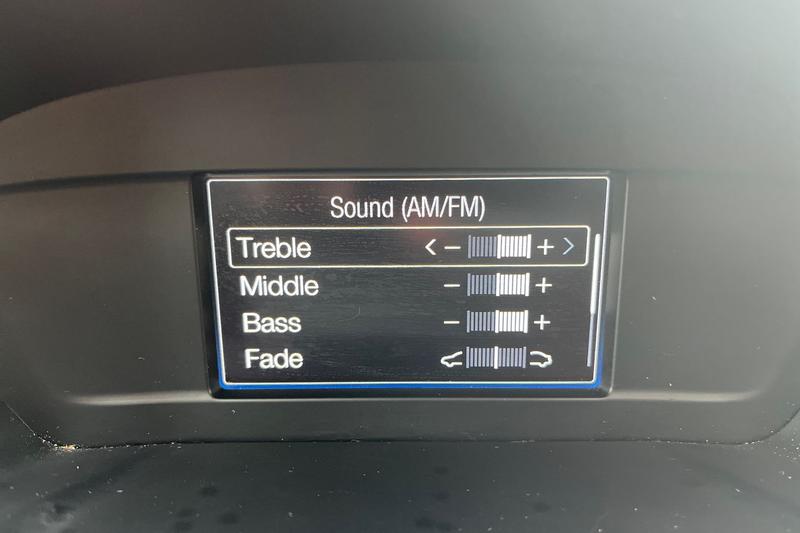 Sound (AM/FM)
Treble < − + >
Middle − +
Bass − +
Fade